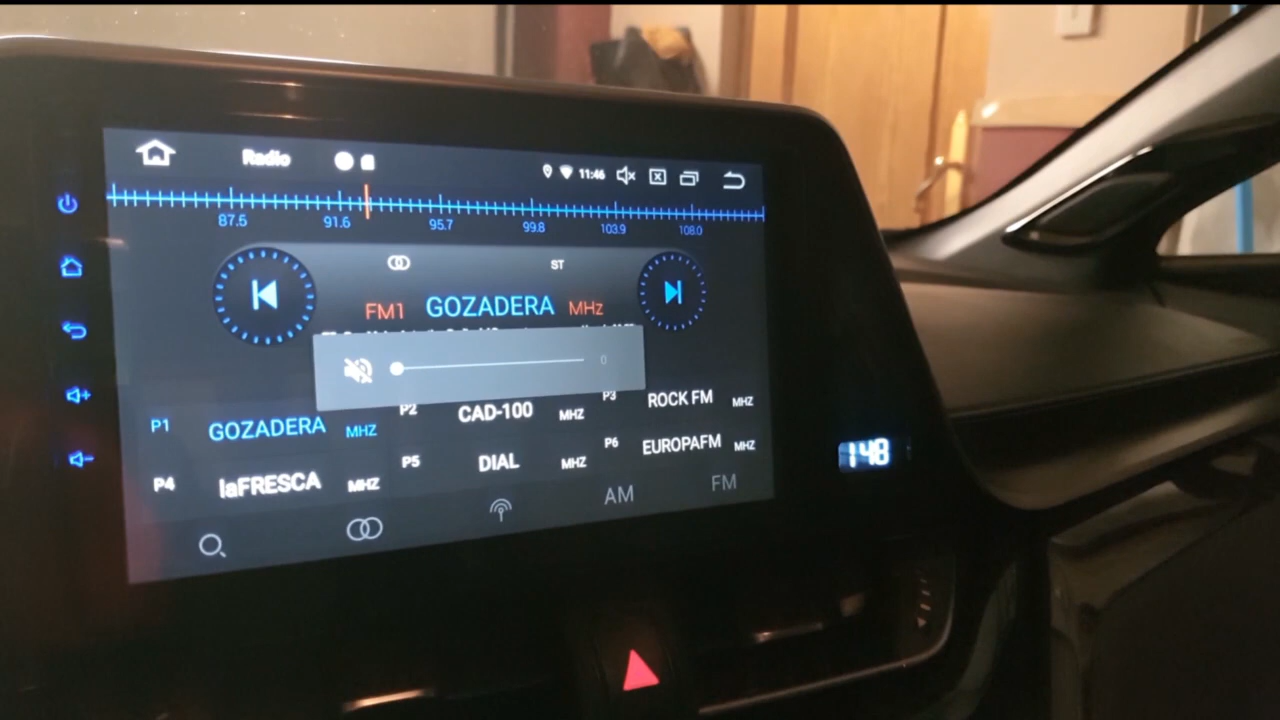 Radio 11:46
87.5 91.6 95.7 99.8 103.9 108.0
ST
FM1 GOZADERA MHz
0
P1 GOZADERA MHZ P2 CAD-100 MHZ P3 ROCK FM MHZ
P4 laFRESCA MHZ P5 DIAL MHZ P6 EUROPAFM MHZ
AM FM
1:48